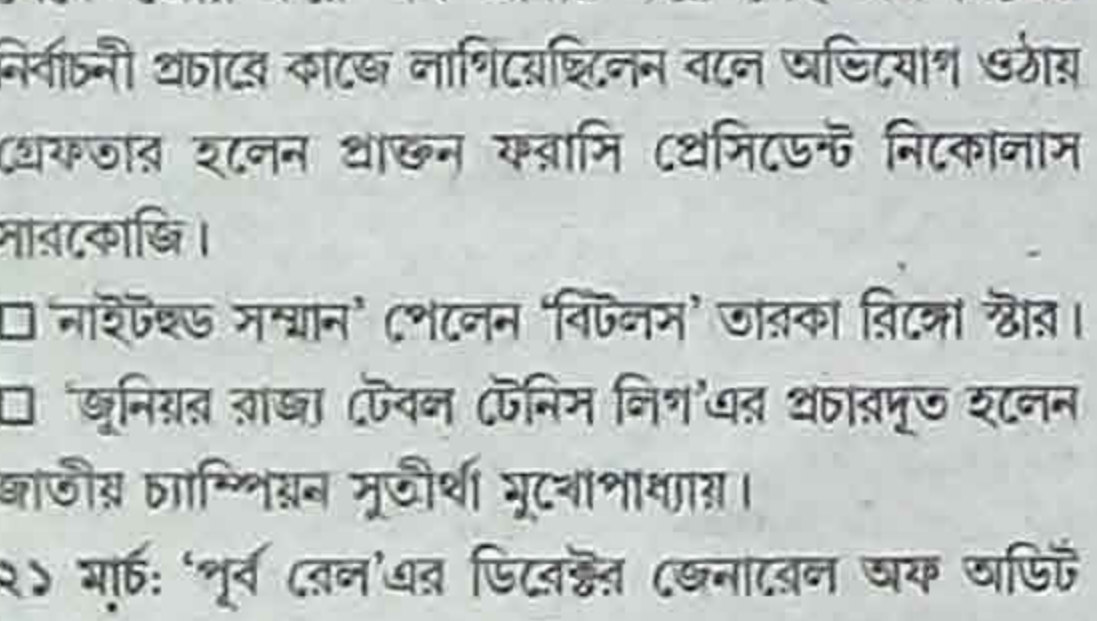 নির্বাচনী প্রচারে কাজে লাগিয়েছিলেন বলে অভিযোগ ওঠায়
গ্রেফতার হলেন প্রাক্তন ফরাসি প্রেসিডেন্ট নিকোলাস
সারকোজি।
□ 'নাইটহুড সম্মান' পেলেন 'বিটলস' তারকা রিঙ্গো স্টার।
□ 'জুনিয়র রাজ্য টেবল টেনিস লিগ'এর প্রচারদূত হলেন
জাতীয় চ্যাম্পিয়ন সুতীর্থা মুখোপাধ্যায়।
২১ মার্চ: 'পূর্ব রেল'এর ডিরেক্টর জেনারেল অফ অডিট